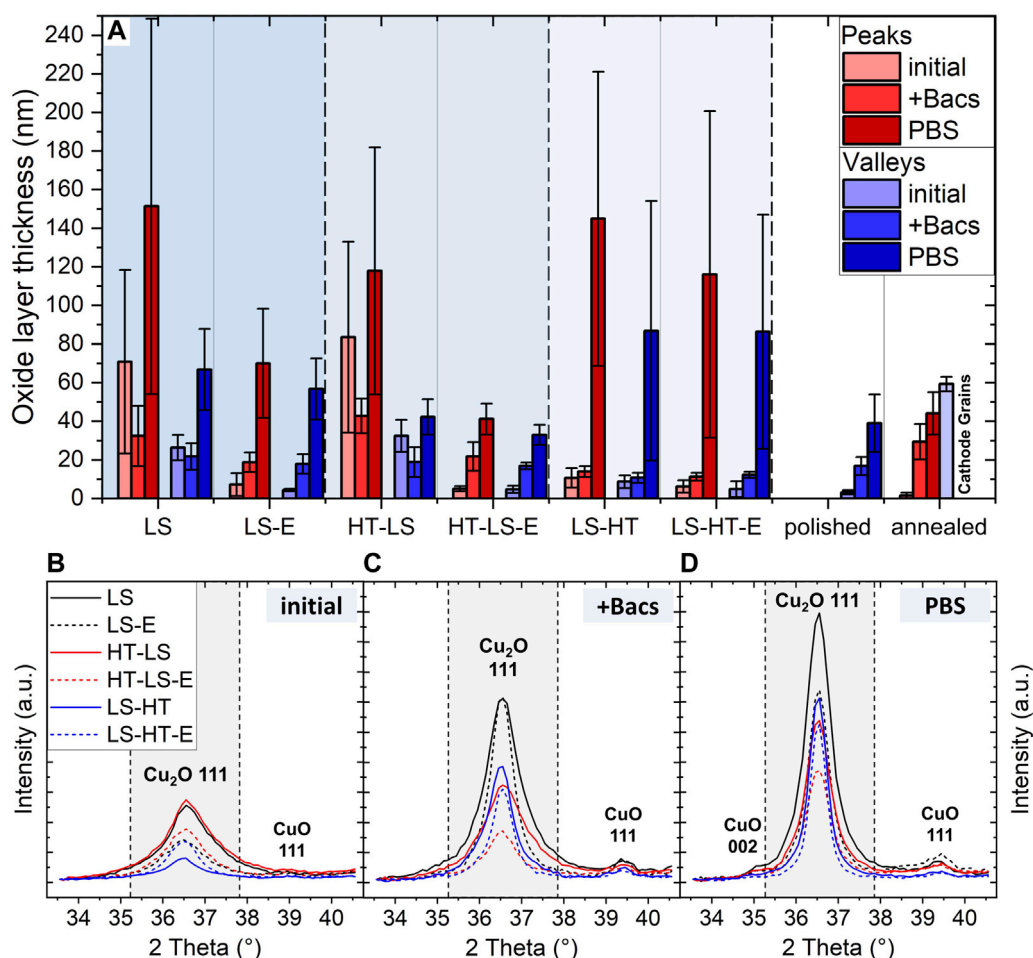 A
Oxide layer thickness (nm)
240
220
200
180
160
140
120
100
80
60
40
20
0
Peaks
initial
+Bacs
PBS
Valleys
initial
+Bacs
PBS
Cathode Grains
LS LS-E HT-LS HT-LS-E LS-HT LS-HT-E polished annealed
B
initial
LS
LS-E
HT-LS
HT-LS-E
LS-HT
LS-HT-E
Cu₂O 111
CuO
111
Intensity (a.u.)
34 35 36 37 38 39 40
2 Theta (°)
C
+Bacs
Cu₂O
111
CuO
111
34 35 36 37 38 39 40
2 Theta (°)
D
Cu₂O 111
PBS
CuO
002
CuO
111
Intensity (a.u.)
34 35 36 37 38 39 40
2 Theta (°)